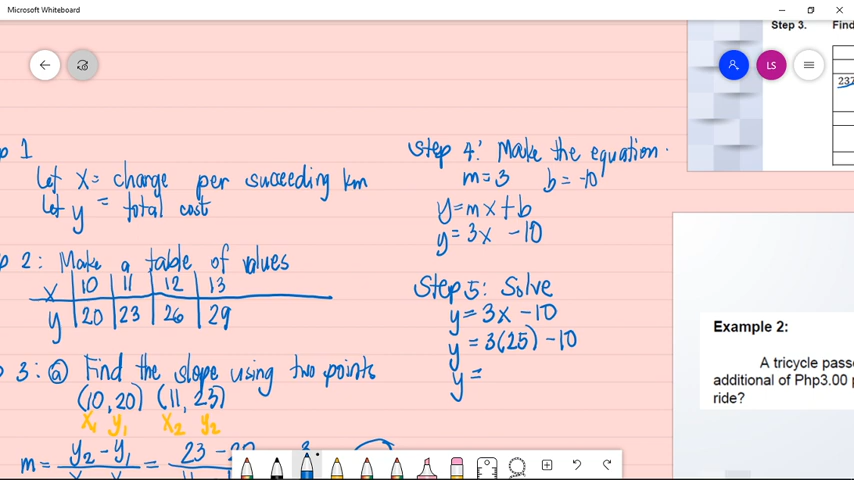 Microsoft Whiteboard
Step 3. Find
LS
237
p 1
Let x = change per succeeding km
Let y = total cost
p 2: Make a table of values
x 10 11 12 13
y 20 23 26 29
p 3: a Find the slope using two points
(10,20) (11,23)
x1 y1 x2 y2
m = y2 - y1 = 23 - 20 3
Step 4: Make the equation.
m = 3 b = -10
y = mx + b
y = 3x - 10
Step 5: Solve
y = 3x - 10
y = 3(25) - 10
y =
Example 2:
A tricycle passe
additional of Php3.00 p
ride?